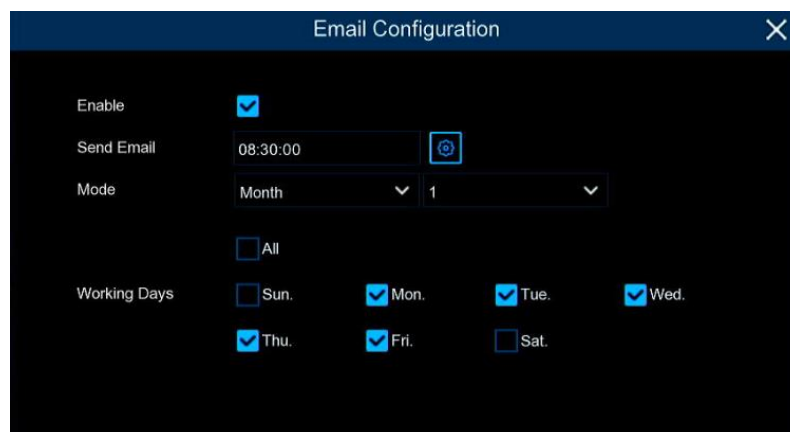 Email Configuration
Enable
Send Email 08:30:00
Mode Month 1
All
Working Days Sun. Mon. Tue. Wed.
Thu. Fri. Sat.